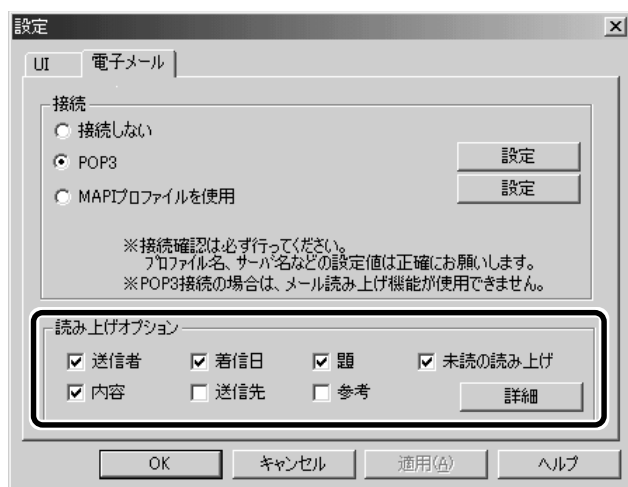 設定
UI 電子メール
接続
接続しない
POP3 設定
MAPIプロファイルを使用 設定
※接続確認は必ず行ってください。
プロファイル名、サーバ名などの設定値は正確にお願いします。
※POP3接続の場合は、メール読み上げ機能が使用できません。
読み上げオプション
送信者 着信日 題 未読の読み上げ
内容 送信先 参考 詳細
OK キャンセル 適用(A) ヘルプ